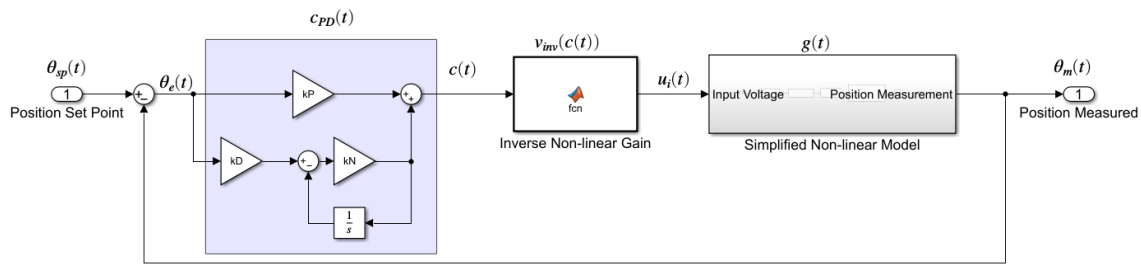 c_PD(t)
v_inv(c(t))
g(t)
θ_sp(t)
θ_e(t)
c(t)
u_i(t)
θ_m(t)
1
Position Set Point
+
−
kP
+
+
fcn
Inverse Non-linear Gain
Input Voltage
Position Measurement
Simplified Non-linear Model
1
Position Measured
kD
+
−
kN
1
s